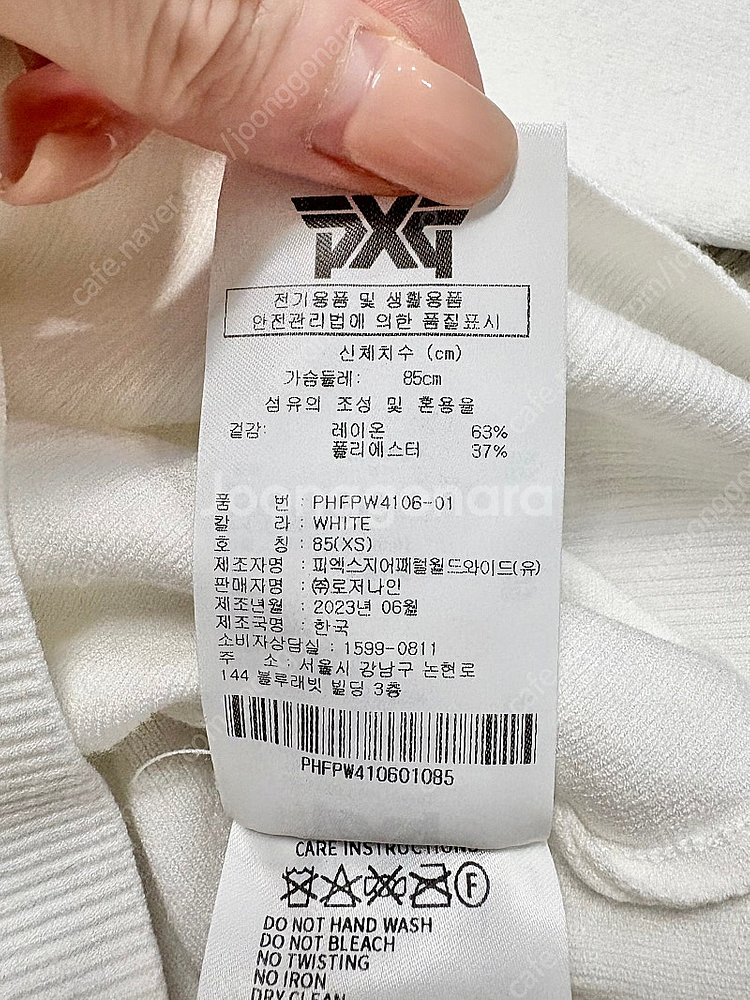 PXG
전기용품 및 생활용품
안전관리법에 의한 품질표시
신체치수 (cm)
가슴둘레: 85cm
섬유의 조성 및 혼용율
겉감: 레이온 63%
폴리에스터 37%
Joonggonara
품 번 : PHFPW4106-01
칼 라 : WHITE
호 칭 : 85(XS)
제조자명 : 피엑스지어패럴월드와이드(유)
판매자명 : ㈜로저나인
제조년월 : 2023년 06월
제조국명 : 한국
소비자상담실 : 1599-0811
주 소 : 서울시 강남구 논현로
144 블루래빗 빌딩 3층
PHFPW410601085
CARE INSTRUCTIONS
F
DO NOT HAND WASH
DO NOT BLEACH
NO TWISTING
NO IRON
DRY CLEAN